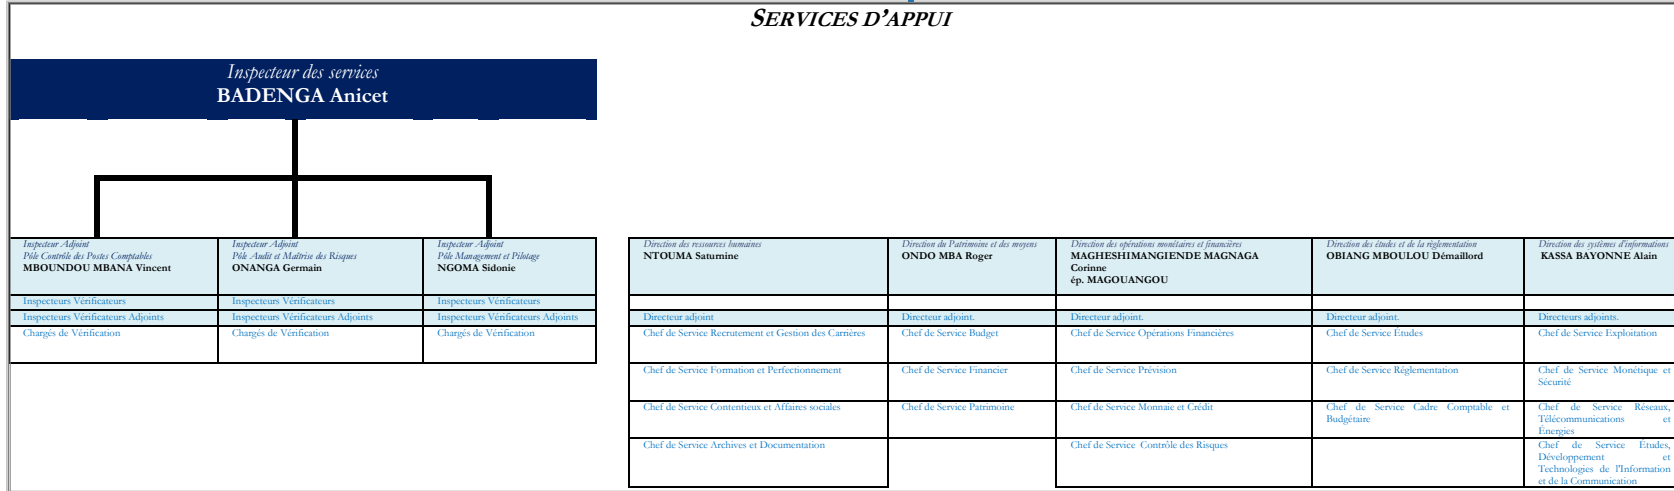 SERVICES D'APPUI
Inspecteur des services
BADENGA Anicet
Inspecteur Adjoint
Pôle Contrôle des Postes Comptables
MBOUNDOU MBANA Vincent
Inspecteurs Vérificateurs
Inspecteurs Vérificateurs Adjoints
Chargés de Vérification
Inspecteur Adjoint
Pôle Audit et Maîtrise des Risques
ONANGA Germain
Inspecteurs Vérificateurs
Inspecteurs Vérificateurs Adjoints
Chargés de Vérification
Inspecteur Adjoint
Pôle Management et Pilotage
NGOMA Sidonie
Inspecteurs Vérificateurs
Inspecteurs Vérificateurs Adjoints
Chargés de Vérification
Direction des ressources humaines
NTOUMA Saturnine
Directeur adjoint
Chef de Service Recrutement et Gestion des Carrières
Chef de Service Formation et Perfectionnement
Chef de Service Contentieux et Affaires sociales
Chef de Service Archives et Documentation
Direction du Patrimoine et des moyens
ONDO MBA Roger
Directeur adjoint.
Chef de Service Budget
Chef de Service Financier
Chef de Service Patrimoine
Direction des opérations monétaires et financières
MAGHESHIMANGIENDE MAGNAGA
Corinne
ép. MAGOUANGOU
Directeur adjoint.
Chef de Service Opérations Financières
Chef de Service Prévision
Chef de Service Monnaie et Crédit
Chef de Service Contrôle des Risques
Direction des études et de la règlementation
OBIANG MBOULOU Démaillord
Directeur adjoint.
Chef de Service Études
Chef de Service Réglementation
Chef de Service Cadre Comptable et
Budgétaire
Direction des systèmes d'informations
KASSA BAYONNE Alain
Directeurs adjoints.
Chef de Service Exploitation
Chef de Service Monétique et
Sécurité
Chef de Service Réseaux,
Télécommunications et
Énergies
Chef de Service Études,
Développement et
Technologies de l'Information
et de la Communication